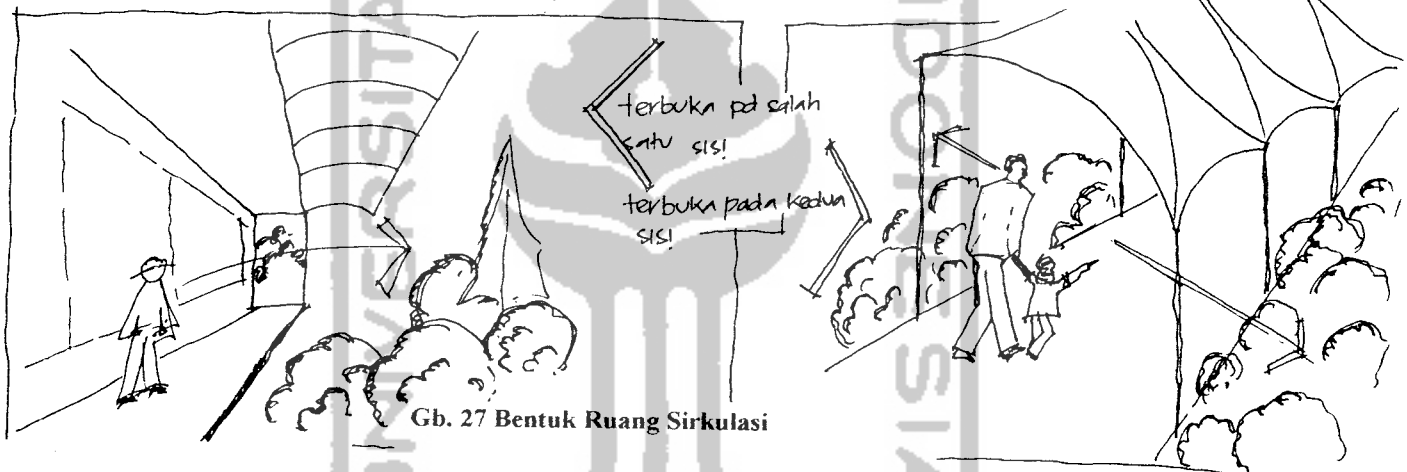 terbuka pd salah
satu sisi
terbuka pada kedua
sisi
Gb. 27 Bentuk Ruang Sirkulasi